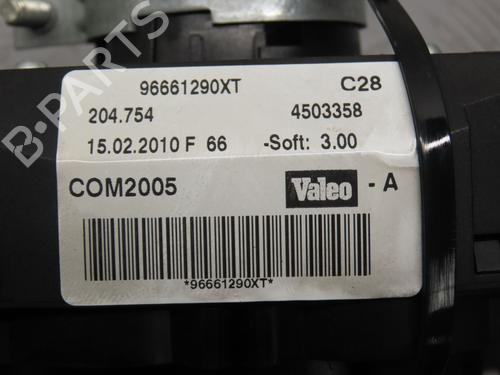 96661290XT C28
204.754 4503358
15.02.2010 F 66 -Soft: 3.00
COM2005 Valeo - A
*96661290XT*
B-PARTS